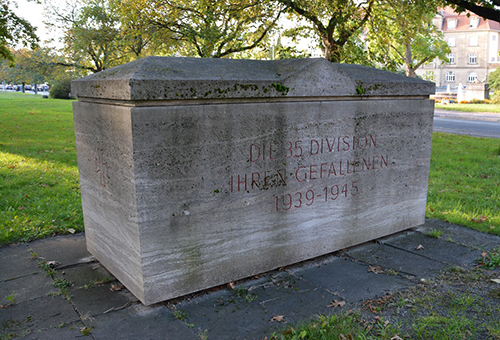 DIE 35 DIVISION
IHREN GEFALLENEN
1939-1945